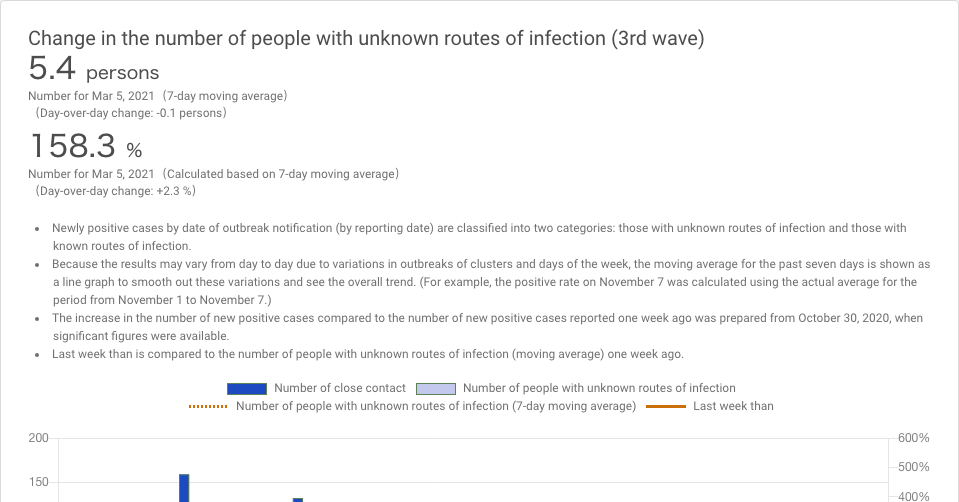 Change in the number of people with unknown routes of infection (3rd wave)
5.4 persons
Number for Mar 5, 2021（7-day moving average）
（Day-over-day change: -0.1 persons）
158.3 %
Number for Mar 5, 2021（Calculated based on 7-day moving average）
（Day-over-day change: +2.3 %）
• Newly positive cases by date of outbreak notification (by reporting date) are classified into two categories: those with unknown routes of infection and those with
known routes of infection.
• Because the results may vary from day to day due to variations in outbreaks of clusters and days of the week, the moving average for the past seven days is shown as
a line graph to smooth out these variations and see the overall trend. (For example, the positive rate on November 7 was calculated using the actual average for the
period from November 1 to November 7.)
• The increase in the number of new positive cases compared to the number of new positive cases reported one week ago was prepared from October 30, 2020, when
significant figures were available.
• Last week than is compared to the number of people with unknown routes of infection (moving average) one week ago.
Number of close contact Number of people with unknown routes of infection
Number of people with unknown routes of infection (7-day moving average) Last week than
200 600%
500%
150
400%